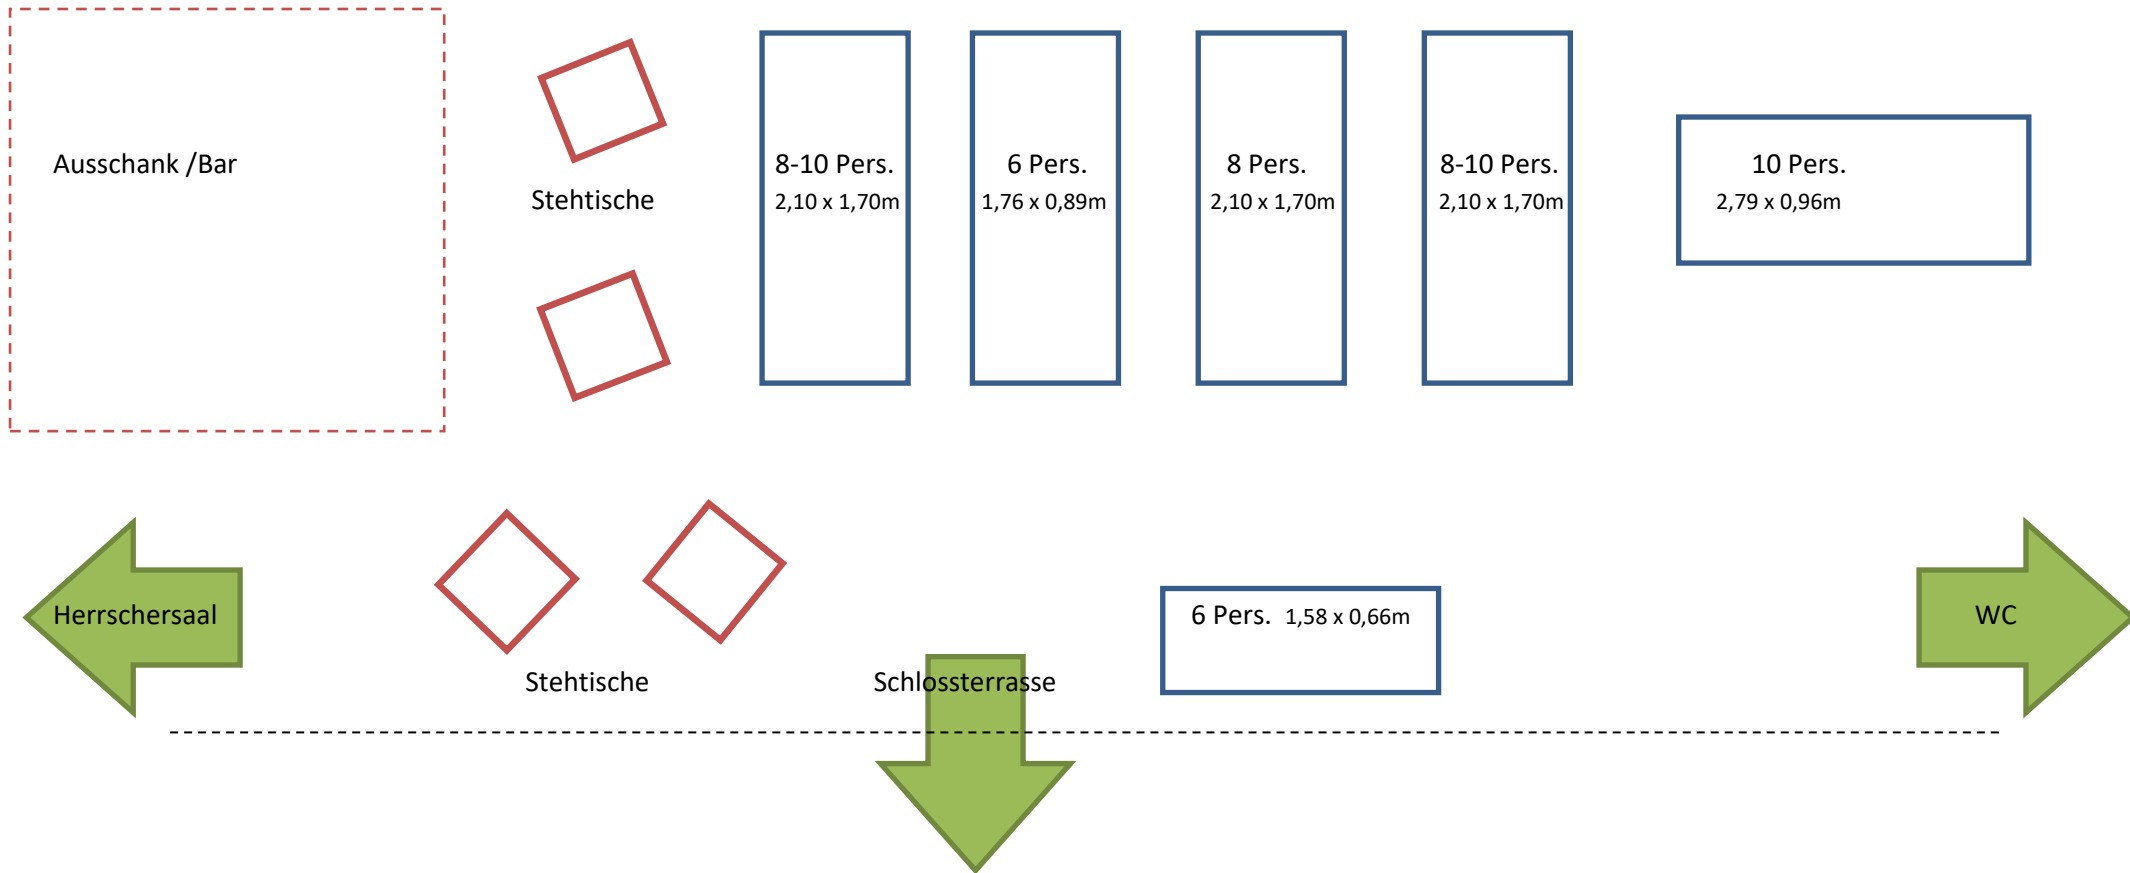 Ausschank /Bar
Stehtische
8-10 Pers.
2,10 x 1,70m
6 Pers.
1,76 x 0,89m
8 Pers.
2,10 x 1,70m
8-10 Pers.
2,10 x 1,70m
10 Pers.
2,79 x 0,96m
Herrschersaal
Stehtische
Schlossterrasse
6 Pers. 1,58 x 0,66m
WC